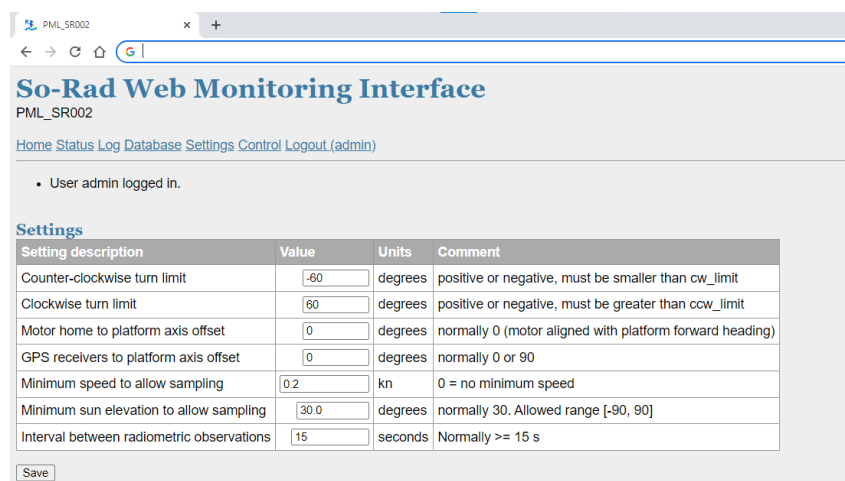 PML_SR002
So-Rad Web Monitoring Interface
PML_SR002
Home Status Log Database Settings Control Logout (admin)
• User admin logged in.
Settings
Setting description Value Units Comment
Counter-clockwise turn limit -60 degrees positive or negative, must be smaller than cw_limit
Clockwise turn limit 60 degrees positive or negative, must be greater than ccw_limit
Motor home to platform axis offset 0 degrees normally 0 (motor aligned with platform forward heading)
GPS receivers to platform axis offset 0 degrees normally 0 or 90
Minimum speed to allow sampling 0.2 kn 0 = no minimum speed
Minimum sun elevation to allow sampling 30.0 degrees normally 30. Allowed range [-90, 90]
Interval between radiometric observations 15 seconds Normally >= 15 s
Save